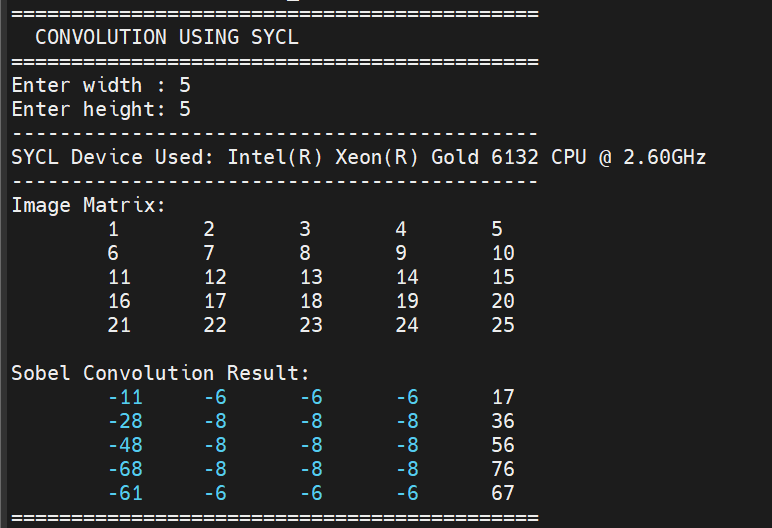 ============================================
CONVOLUTION USING SYCL
============================================
Enter width : 5
Enter height: 5
--------------------------------------------
SYCL Device Used: Intel(R) Xeon(R) Gold 6132 CPU @ 2.60GHz
--------------------------------------------
Image Matrix:
1 2 3 4 5
6 7 8 9 10
11 12 13 14 15
16 17 18 19 20
21 22 23 24 25
Sobel Convolution Result:
-11 -6 -6 -6 17
-28 -8 -8 -8 36
-48 -8 -8 -8 56
-68 -8 -8 -8 76
-61 -6 -6 -6 67
============================================